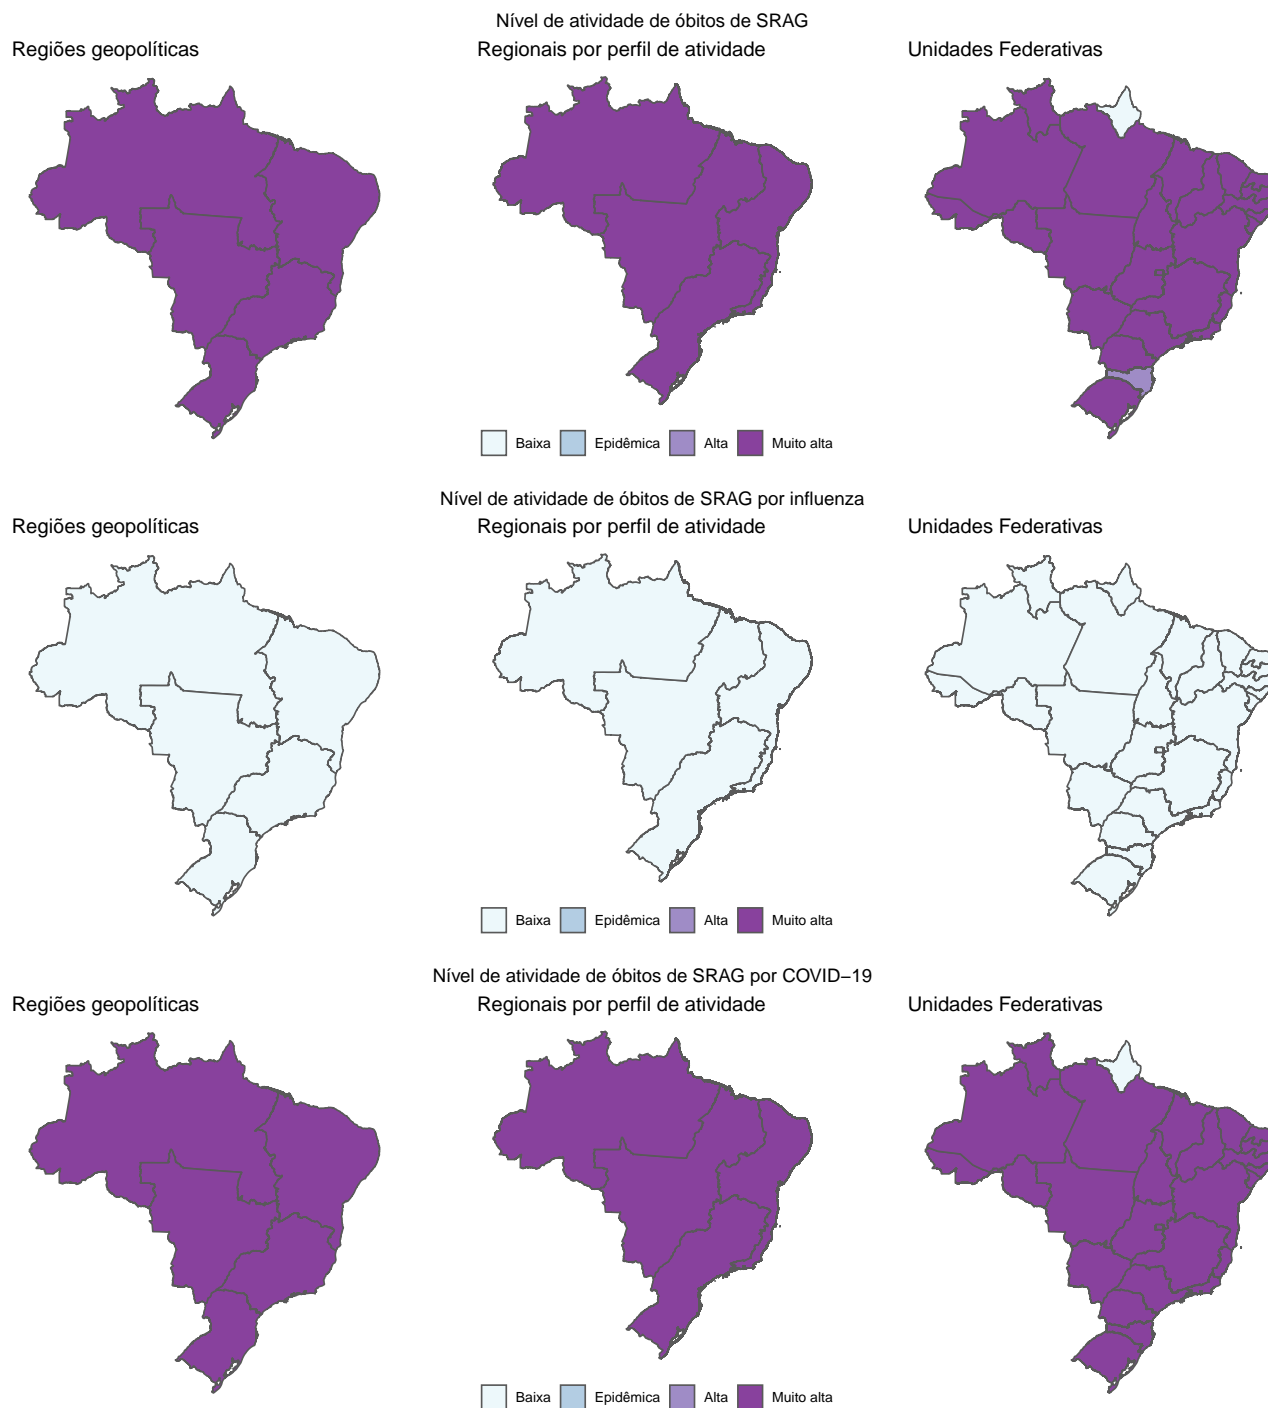 Nível de atividade de óbitos de SRAG
Regiões geopolíticas
Regionais por perfil de atividade
Unidades Federativas
Baixa
Epidêmica
Alta
Muito alta
Nível de atividade de óbitos de SRAG por influenza
Regiões geopolíticas
Regionais por perfil de atividade
Unidades Federativas
Baixa
Epidêmica
Alta
Muito alta
Nível de atividade de óbitos de SRAG por COVID−19
Regiões geopolíticas
Regionais por perfil de atividade
Unidades Federativas
Baixa
Epidêmica
Alta
Muito alta